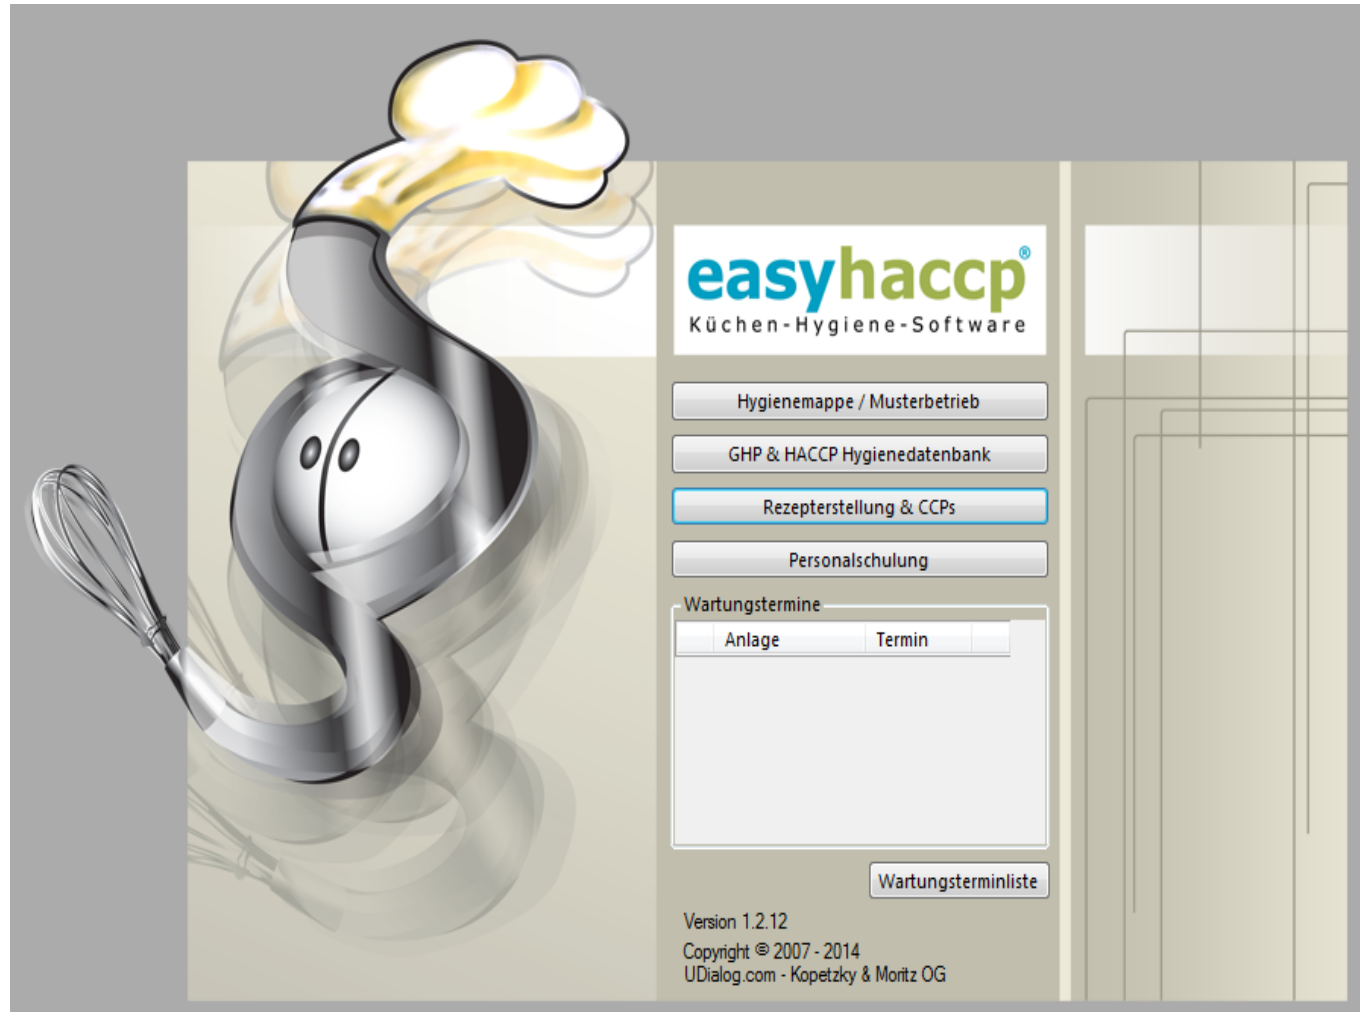 easyhaccp®
Küchen-Hygiene-Software
Hygienemappe / Musterbetrieb
GHP & HACCP Hygienedatenbank
Rezepterstellung & CCPs
Personalschulung
Wartungstermine
Anlage Termin
Wartungsterminliste
Version 1.2.12
Copyright © 2007 - 2014
UDialog.com - Kopetzky & Moritz OG